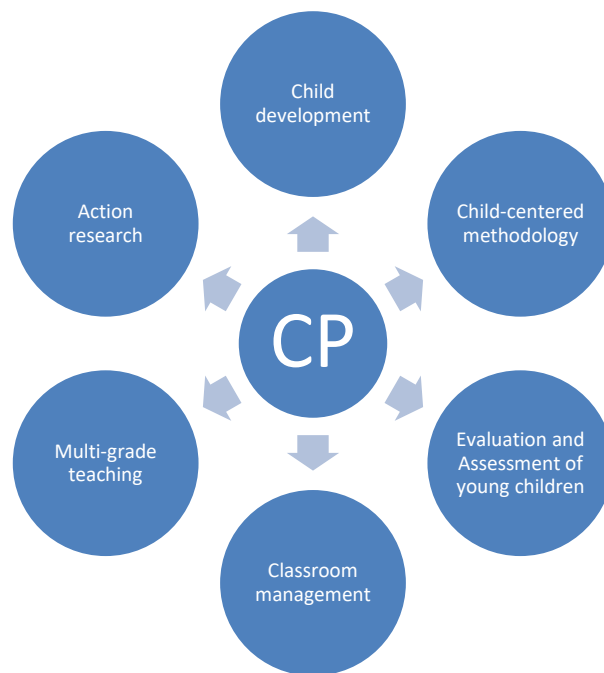 Child
development
Action
research
Child-centered
methodology
CP
Multi-grade
teaching
Evaluation and
Assessment of
young children
Classroom
management